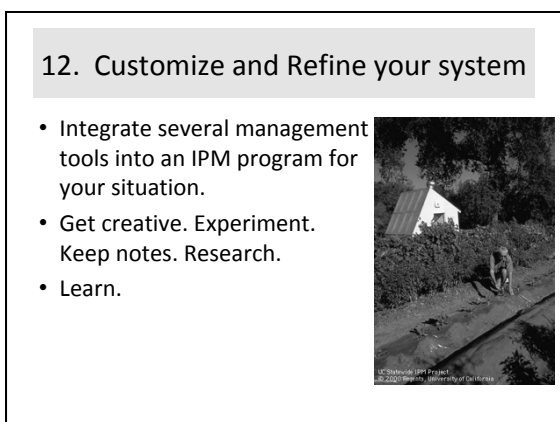 12. Customize and Refine your system
• Integrate several management
tools into an IPM program for
your situation.
• Get creative. Experiment.
Keep notes. Research.
• Learn.
UC Statewide IPM Project
© 2000 Regents, University of California